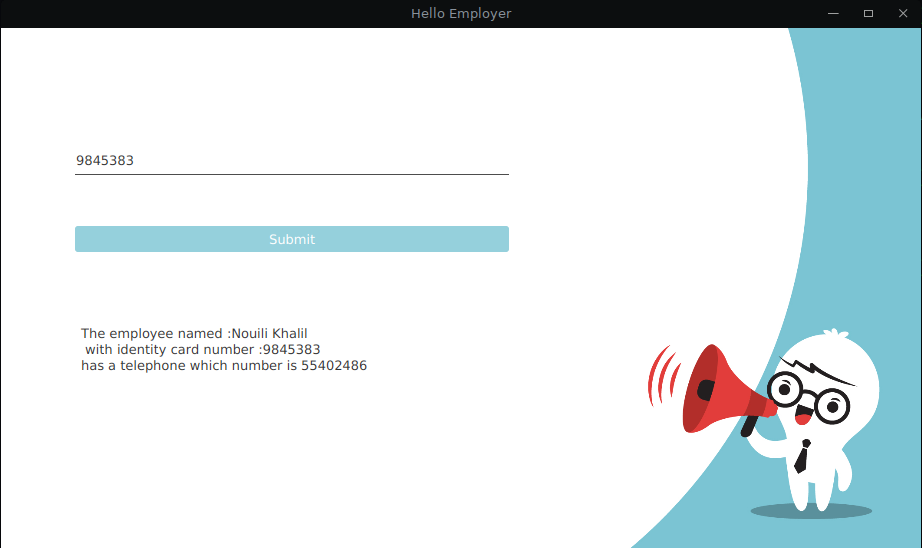 Hello Employer
9845383
Submit
The employee named :Nouili Khalil
with identity card number :9845383
has a telephone which number is 55402486